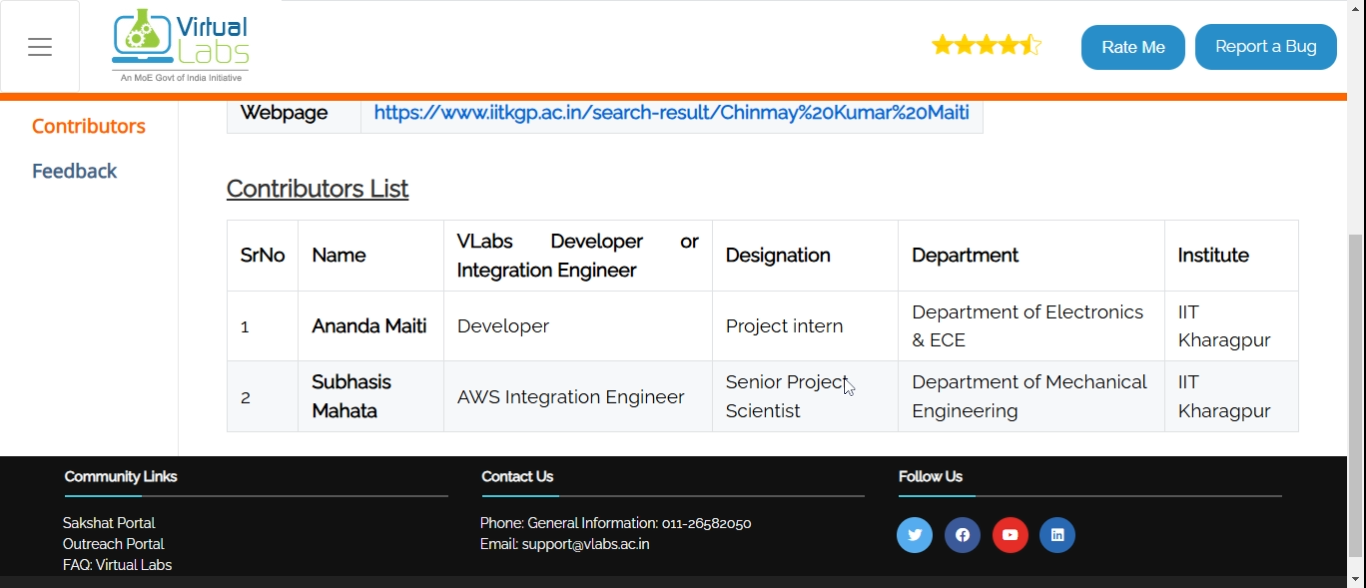 Virtual
Labs
An MoE Govt of India Initiative
Rate Me
Report a Bug
Contributors
Feedback
Webpage https://www.iitkgp.ac.in/search-result/Chinmay%20Kumar%20Maiti
Contributors List
SrNo Name VLabs Developer or Integration Engineer Designation Department Institute
1 Ananda Maiti Developer Project intern Department of Electronics & ECE IIT Kharagpur
2 Subhasis Mahata AWS Integration Engineer Senior Project Scientist Department of Mechanical Engineering IIT Kharagpur
Community Links
Sakshat Portal
Outreach Portal
FAQ: Virtual Labs
Contact Us
Phone: General Information: 011-26582050
Email: support@vlabs.ac.in
Follow Us